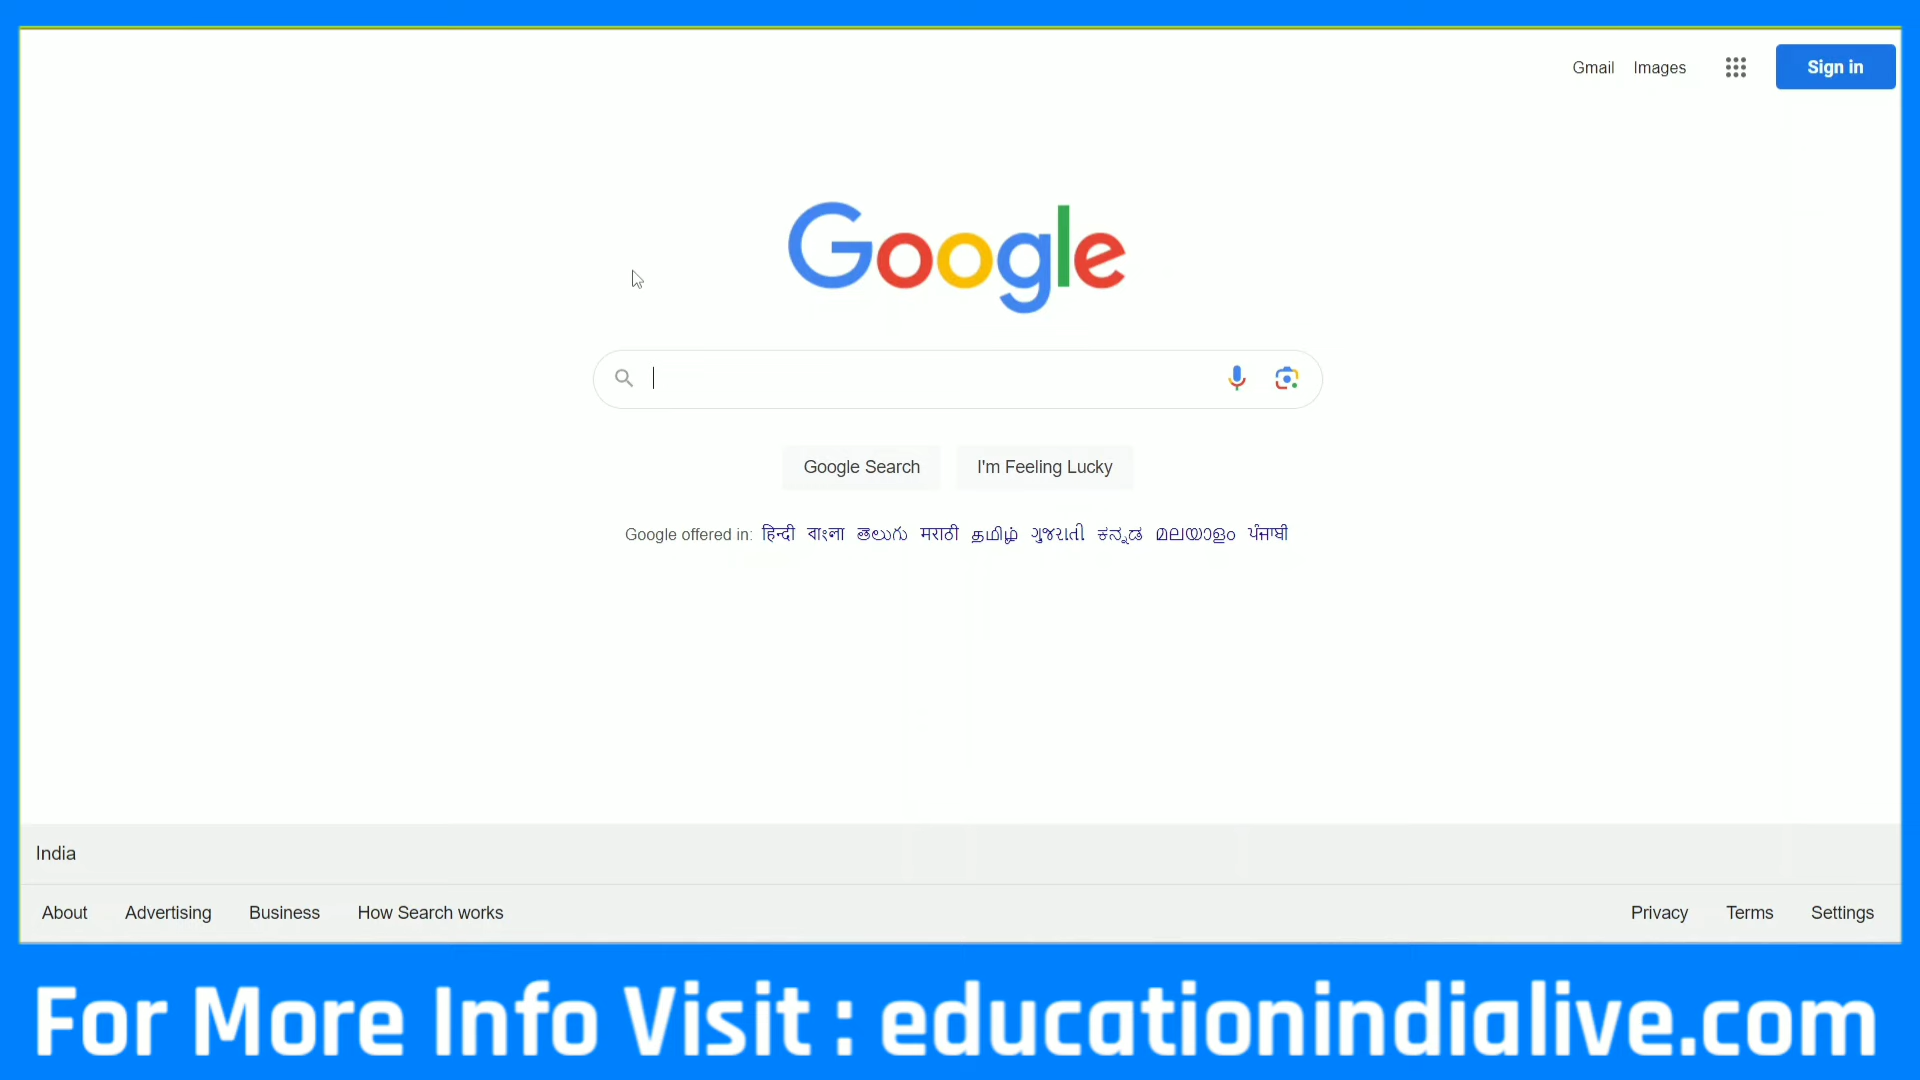 Gmail Images Sign in
Google
Google Search I'm Feeling Lucky
Google offered in: हिन्दी বাংলা తెలుగు मराठी தமிழ் ગુજરાતી ಕನ್ನಡ മലയാളം ਪੰਜਾਬੀ
India
About Advertising Business How Search works Privacy Terms Settings
For More Info Visit : educationindialive.com